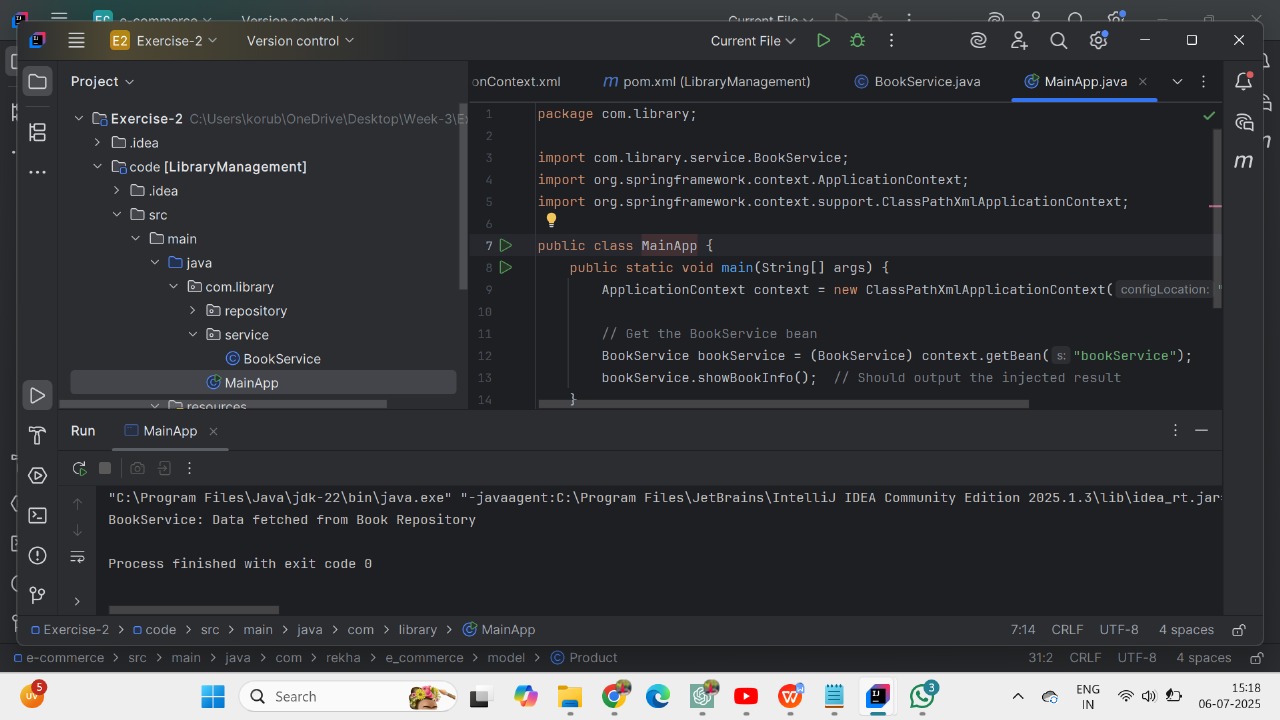 e-commerce
Version control
Current File
E2 Exercise-2
Version control
Current File
Project
onContext.xml
m pom.xml (LibraryManagement)
BookService.java
MainApp.java
Exercise-2 C:\Users\korub\OneDrive\Desktop\Week-3\E
.idea
code [LibraryManagement]
.idea
src
main
java
com.library
repository
service
BookService
MainApp
resources
1 package com.library;
2
3 import com.library.service.BookService;
4 import org.springframework.context.ApplicationContext;
5 import org.springframework.context.support.ClassPathXmlApplicationContext;
6
7 public class MainApp {
8 public static void main(String[] args) {
9 ApplicationContext context = new ClassPathXmlApplicationContext( configLocation: "
10
11 // Get the BookService bean
12 BookService bookService = (BookService) context.getBean( s: "bookService");
13 bookService.showBookInfo(); // Should output the injected result
14 }
Run
MainApp
"C:\Program Files\Java\jdk-22\bin\java.exe" "-javaagent:C:\Program Files\JetBrains\IntelliJ IDEA Community Edition 2025.1.3\lib\idea_rt.jar=
BookService: Data fetched from Book Repository
Process finished with exit code 0
Exercise-2 > code > src > main > java > com > library > MainApp
7:14 CRLF UTF-8 4 spaces
e-commerce > src > main > java > com > rekha > e_commerce > model > Product
31:2 CRLF UTF-8 4 spaces
UV
5
Search
3
ENG
IN
15:18
06-07-2025